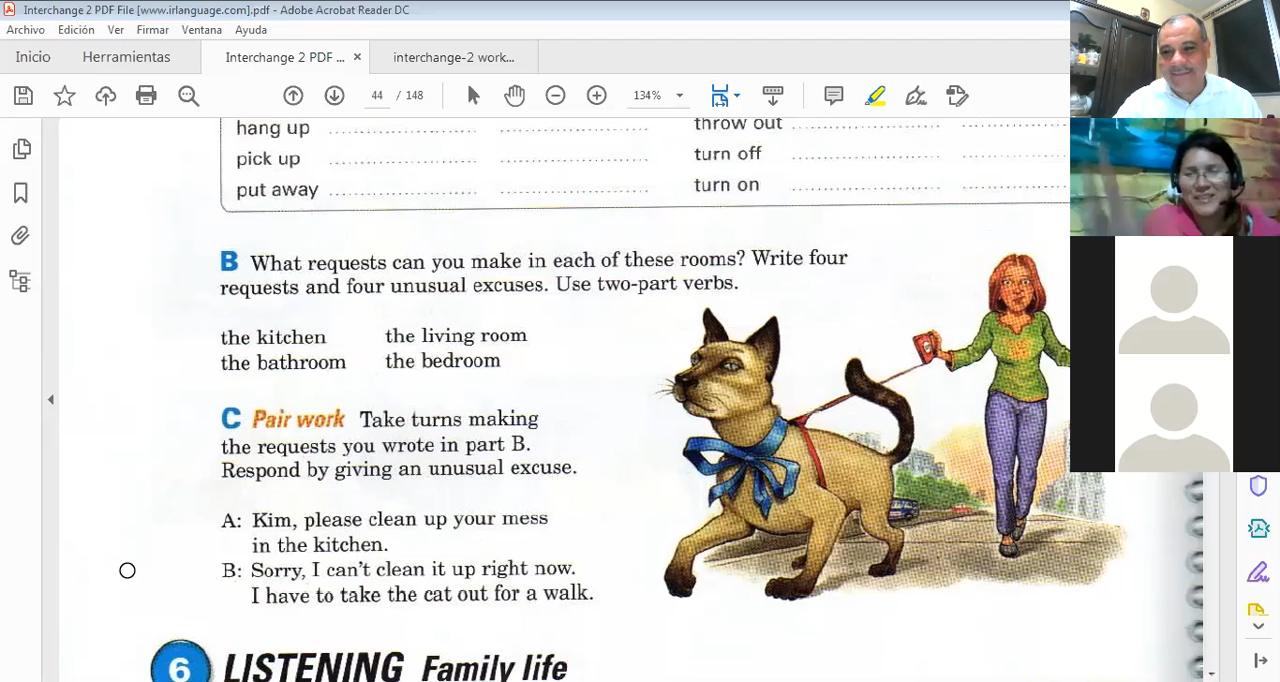 Interchange 2 PDF File [www.irlanguage.com].pdf - Adobe Acrobat Reader DC
Archivo Edición Ver Firmar Ventana Ayuda
Inicio Herramientas Interchange 2 PDF ... × interchange-2 work...
44 / 148 134%
hang up
throw out
pick up
turn off
put away
turn on
B What requests can you make in each of these rooms? Write four
requests and four unusual excuses. Use two-part verbs.
the kitchen the living room
the bathroom the bedroom
C Pair work Take turns making
the requests you wrote in part B.
Respond by giving an unusual excuse.
A: Kim, please clean up your mess
in the kitchen.
B: Sorry, I can't clean it up right now.
I have to take the cat out for a walk.
6 LISTENING Family life